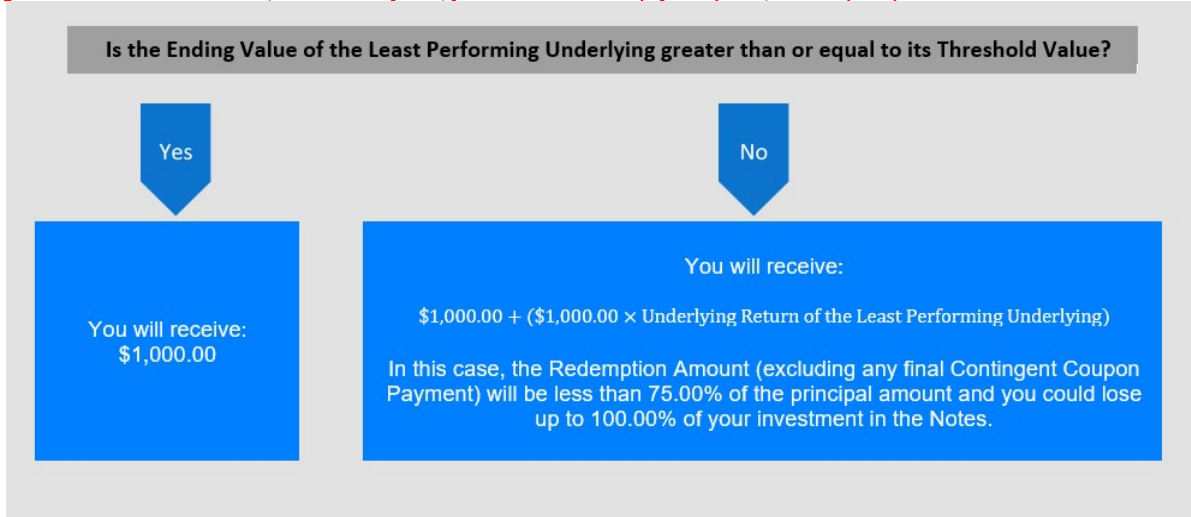 Is the Ending Value of the Least Performing Underlying greater than or equal to its Threshold Value?
Yes
No
You will receive:
$1,000.00
You will receive:
$1,000.00 + ($1,000.00 × Underlying Return of the Least Performing Underlying)
In this case, the Redemption Amount (excluding any final Contingent Coupon
Payment) will be less than 75.00% of the principal amount and you could lose
up to 100.00% of your investment in the Notes.